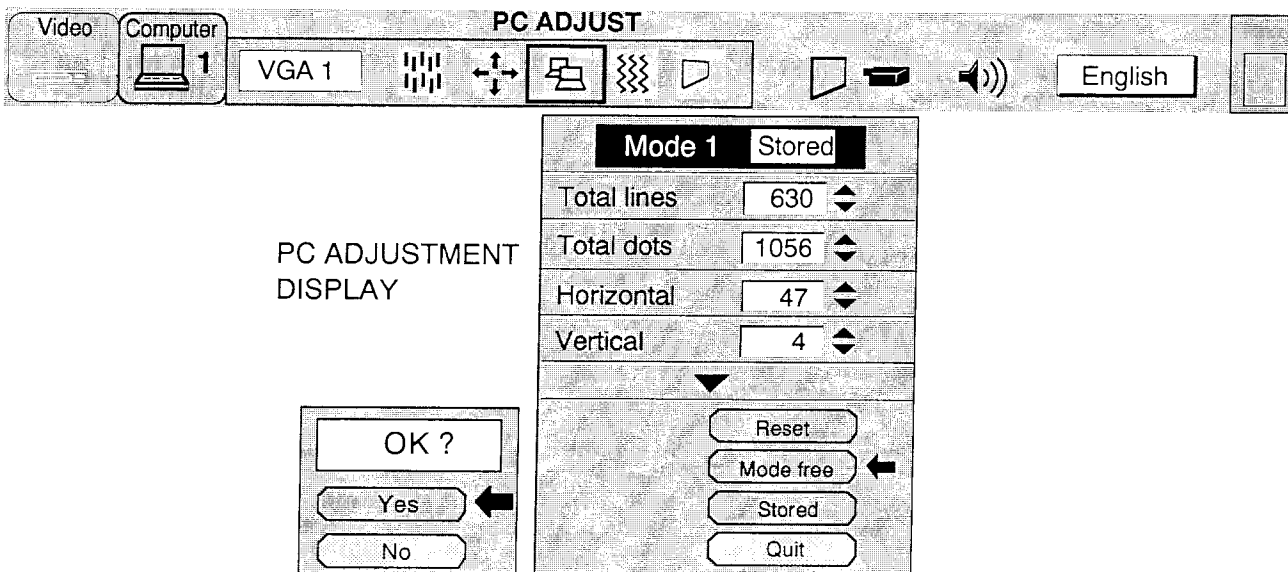 PC ADJUST
Video
Computer
1
VGA 1
English
Mode 1 Stored
Total lines 630
Total dots 1056
Horizontal 47
Vertical 4
PC ADJUSTMENT
DISPLAY
Reset
Mode free
Stored
Quit
OK ?
Yes
No